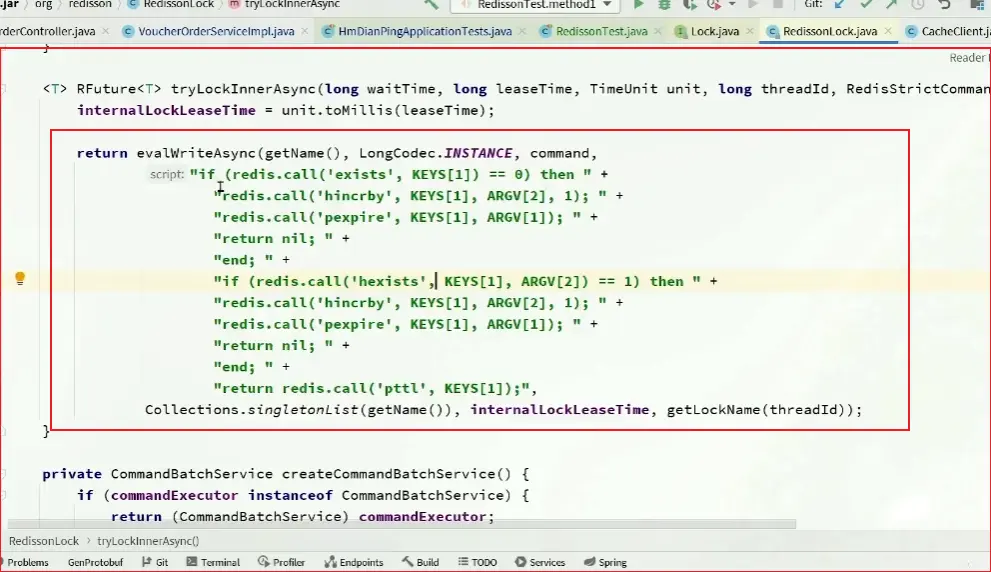 .jar org redisson RedissonLock tryLockInnerAsync RedissonTest.method1 Git:
rderController.java VoucherOrderServiceImpl.java HmDianPingApplicationTests.java RedissonTest.java Lock.java RedissonLock.java CacheClient.j
}
Reader
<T> RFuture<T> tryLockInnerAsync(long waitTime, long leaseTime, TimeUnit unit, long threadId, RedisStrictComman
internalLockLeaseTime = unit.toMillis(leaseTime);
return evalWriteAsync(getName(), LongCodec.INSTANCE, command,
script: "if (redis.call('exists', KEYS[1]) == 0) then " +
"redis.call('hincrby', KEYS[1], ARGV[2], 1); " +
"redis.call('pexpire', KEYS[1], ARGV[1]); " +
"return nil; " +
"end; " +
"if (redis.call('hexists', KEYS[1], ARGV[2]) == 1) then " +
"redis.call('hincrby', KEYS[1], ARGV[2], 1); " +
"redis.call('pexpire', KEYS[1], ARGV[1]); " +
"return nil; " +
"end; " +
"return redis.call('pttl', KEYS[1]);",
Collections.singletonList(getName()), internalLockLeaseTime, getLockName(threadId));
}
private CommandBatchService createCommandBatchService() {
if (commandExecutor instanceof CommandBatchService) {
return (CommandBatchService) commandExecutor;
RedissonLock › tryLockInnerAsync()
Problems GenProtobuf Git Terminal Profiler Endpoints Build TODO Services Spring